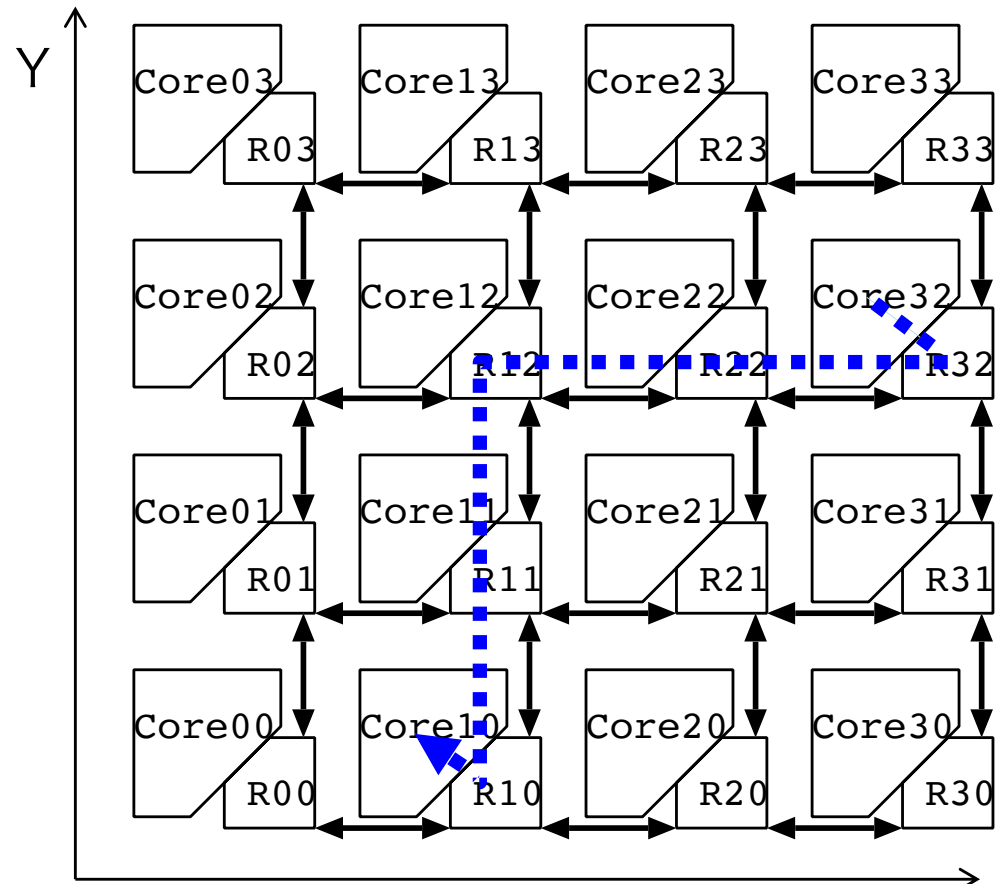 Y
Core03 Core13 Core23 Core33
R03 R13 R23 R33
Core02 Core12 Core22 Core32
R02 R12 R22 R32
Core01 Core11 Core21 Core31
R01 R11 R21 R31
Core00 Core10 Core20 Core30
R00 R10 R20 R30